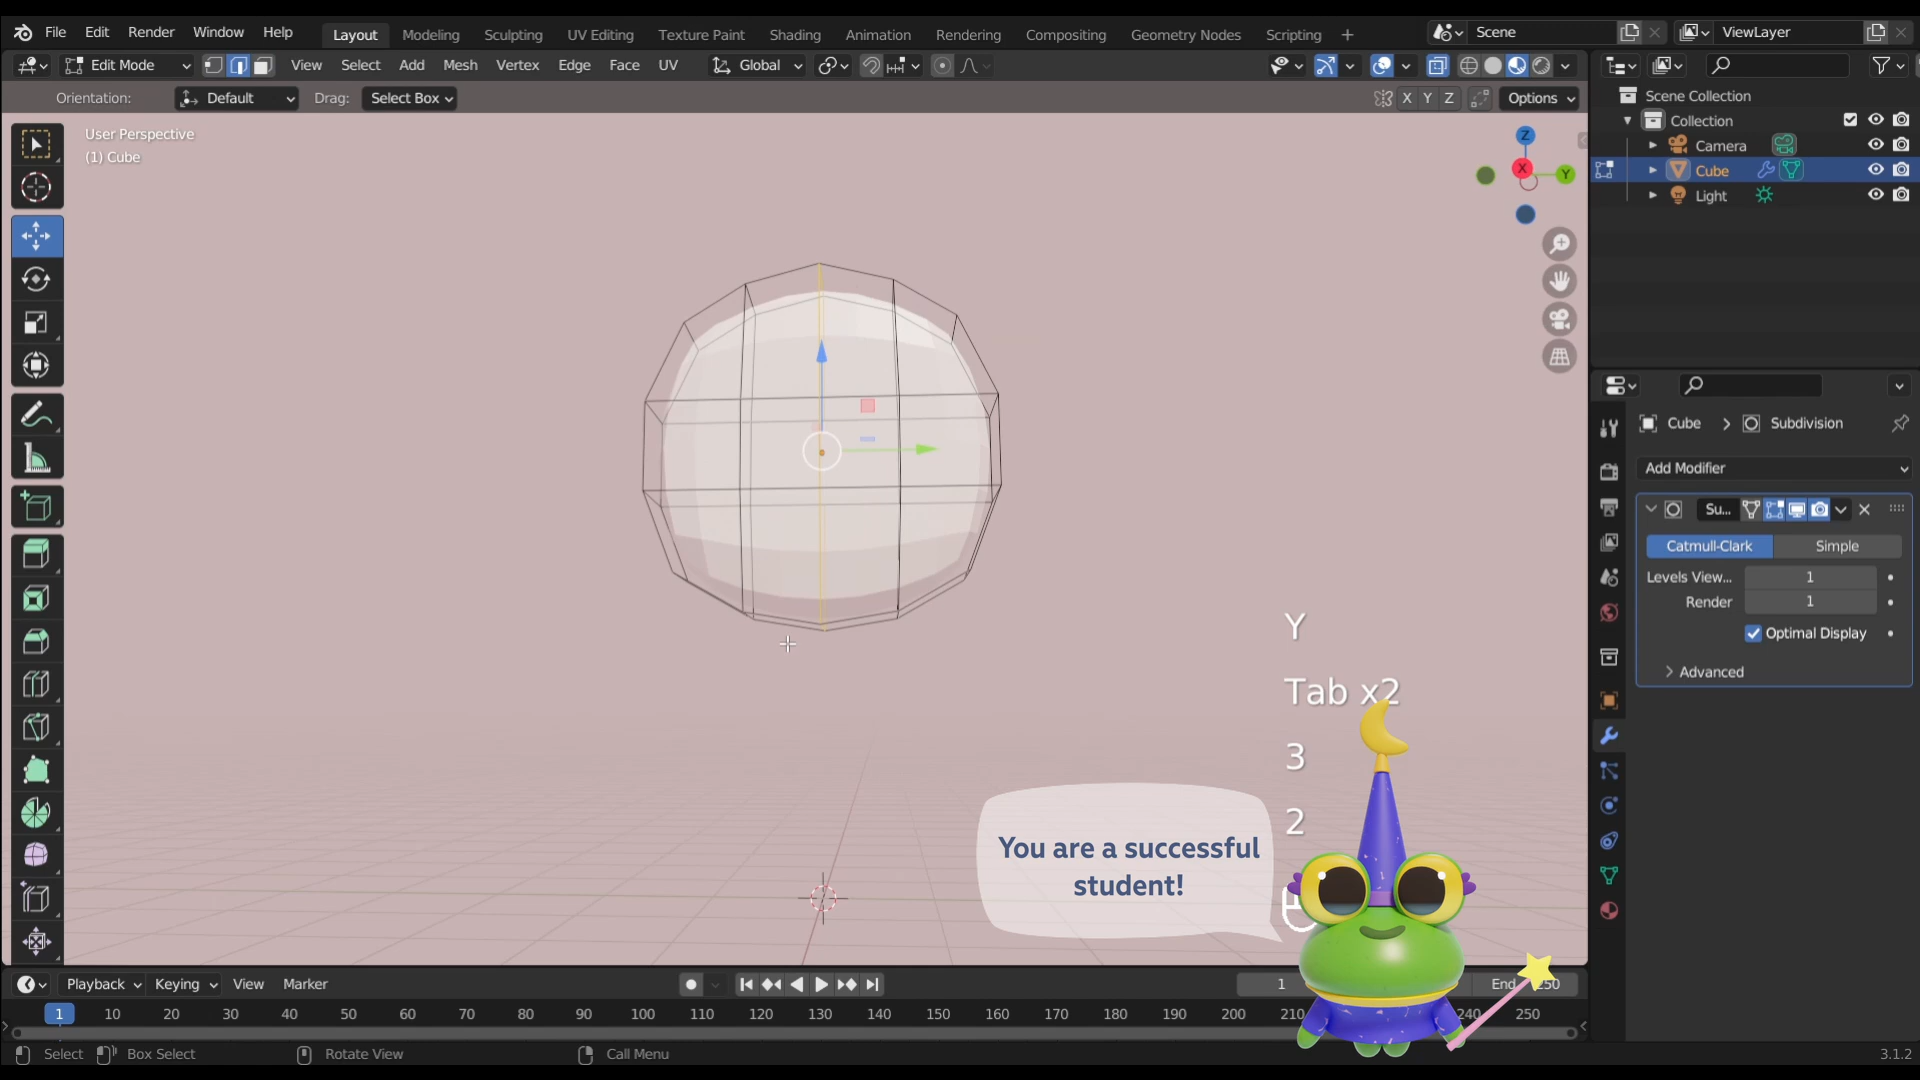 File Edit Render Window Help Layout Modeling Sculpting UV Editing Texture Paint Shading Animation Rendering Compositing Geometry Nodes Scripting + Scene ViewLayer
Edit Mode View Select Add Mesh Vertex Edge Face UV Global
Orientation: Default Drag: Select Box X Y Z Options
Scene Collection
Collection
Camera
Cube
Light
User Perspective
(1) Cube
Z
X
Y
Cube > Subdivision
Add Modifier
Su...
Catmull-Clark Simple
Levels View... 1
Render 1
Optimal Display
Advanced
Y
Tab x2
3
2
You are a successful
student!
Playback Keying View Marker 1 End 250
1 10 20 30 40 50 60 70 80 90 100 110 120 130 140 150 160 170 180 190 200 210 240 250
Select Box Select Rotate View Call Menu 3.1.2